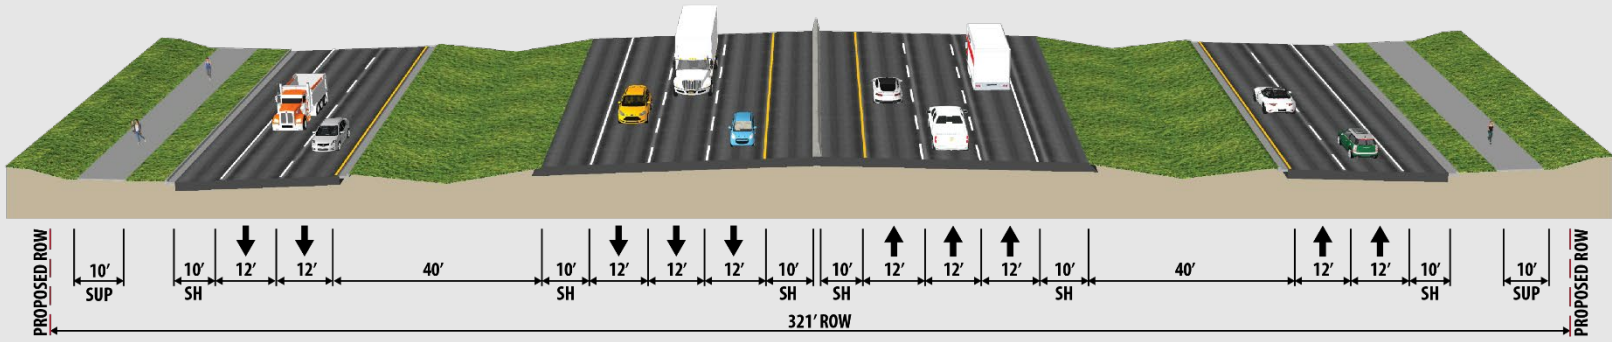 PROPOSED ROW
10' 10' 12' 12' 40' 10' 12' 12' 12' 10' 10' 12' 12' 12' 10' 40' 12' 12' 10' 10'
SUP SH SH SH SH SH SH SUP
321' ROW
PROPOSED ROW